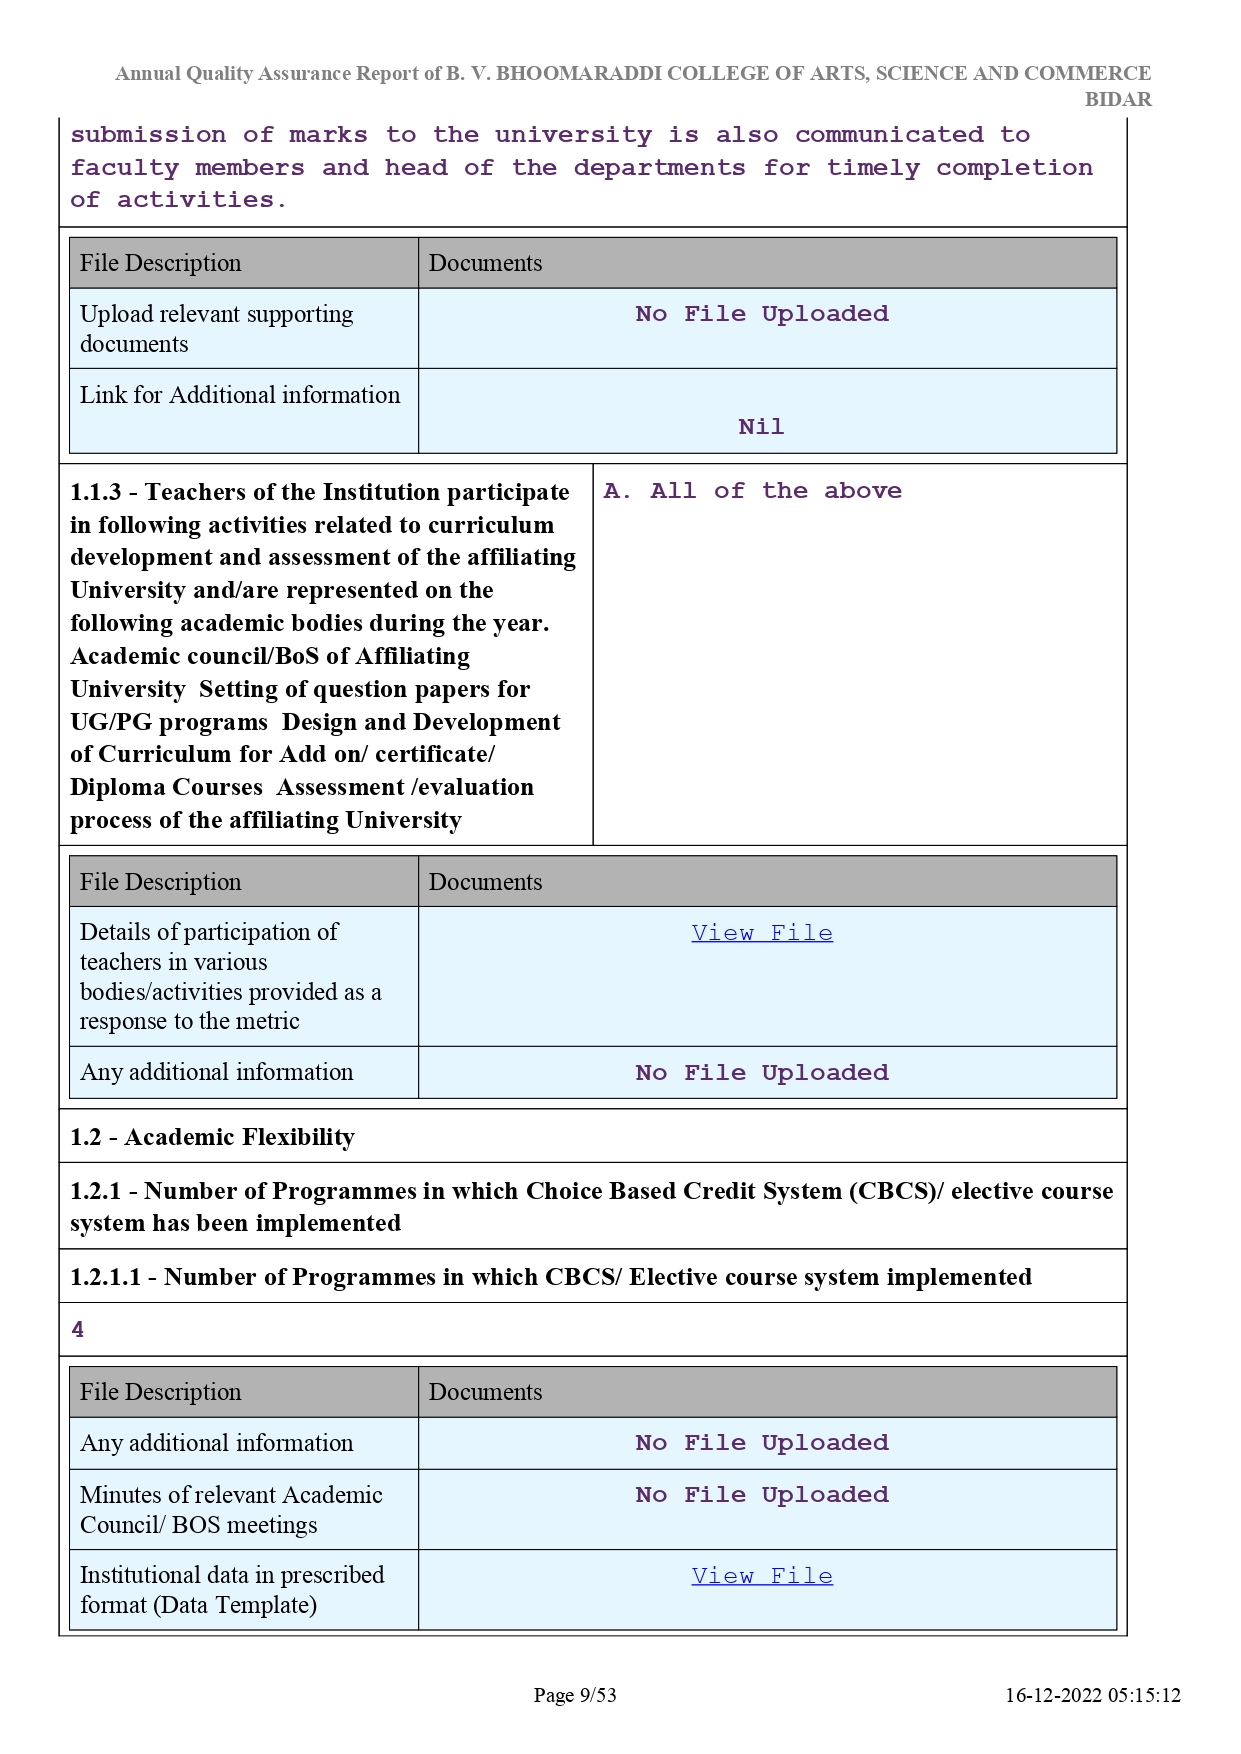 Annual Quality Assurance Report of B. V. BHOOMARADDI COLLEGE OF ARTS, SCIENCE AND COMMERCE
BIDAR
submission of marks to the university is also communicated to
faculty members and head of the departments for timely completion
of activities.
File Description
Documents
Upload relevant supporting
documents
No File Uploaded
Link for Additional information
Nil
1.1.3 - Teachers of the Institution participate
in following activities related to curriculum
development and assessment of the affiliating
University and/are represented on the
following academic bodies during the year.
Academic council/BoS of Affiliating
University  Setting of question papers for
UG/PG programs  Design and Development
of Curriculum for Add on/ certificate/
Diploma Courses  Assessment /evaluation
process of the affiliating University
A. All of the above
File Description
Documents
Details of participation of
teachers in various
bodies/activities provided as a
response to the metric
View File
Any additional information
No File Uploaded
1.2 - Academic Flexibility
1.2.1 - Number of Programmes in which Choice Based Credit System (CBCS)/ elective course
system has been implemented
1.2.1.1 - Number of Programmes in which CBCS/ Elective course system implemented
4
File Description
Documents
Any additional information
No File Uploaded
Minutes of relevant Academic
Council/ BOS meetings
No File Uploaded
Institutional data in prescribed
format (Data Template)
View File
Page 9/53
16-12-2022 05:15:12